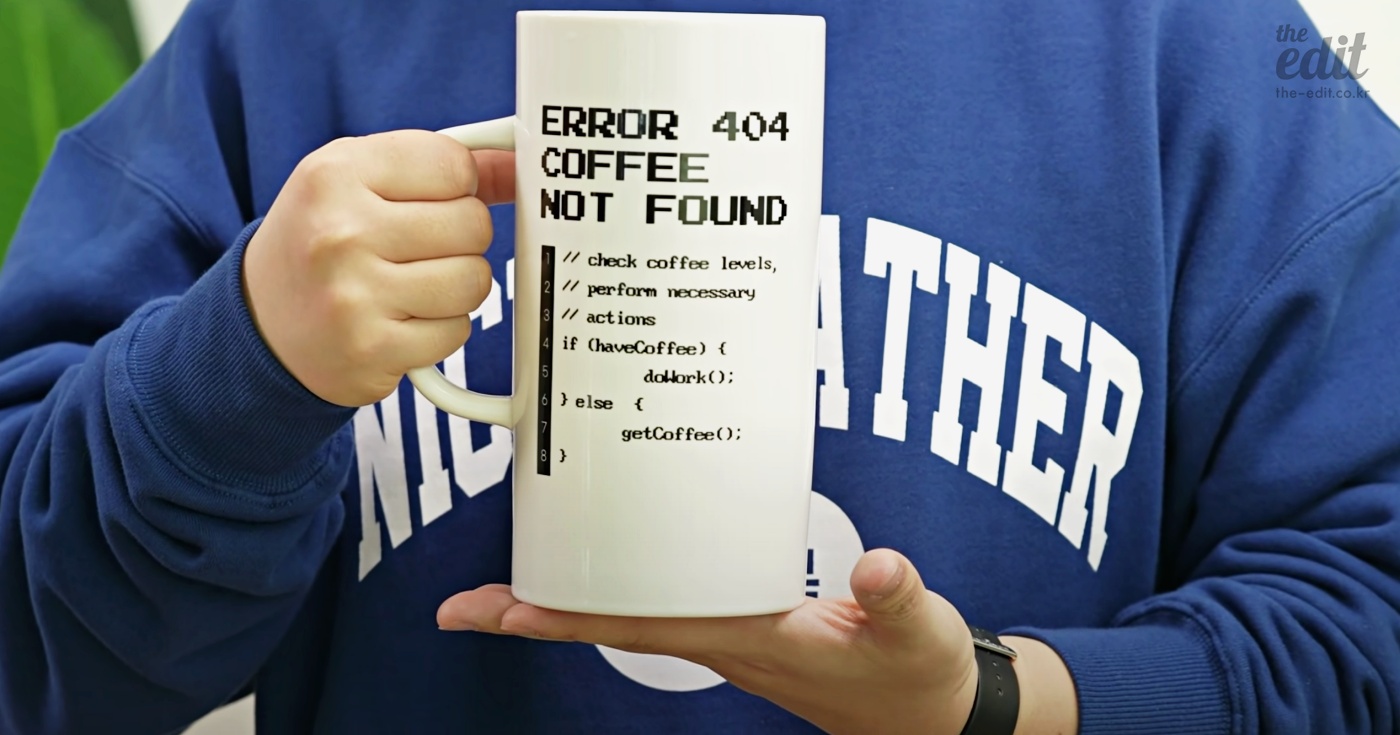 the
edit
the-edit.co.kr
ERROR 404
COFFEE
NOT FOUND
1 // check coffee levels,
2 // perform necessary
3 // actions
4 if (haveCoffee) {
5 doWork();
6 } else {
7 getCoffee();
8 }